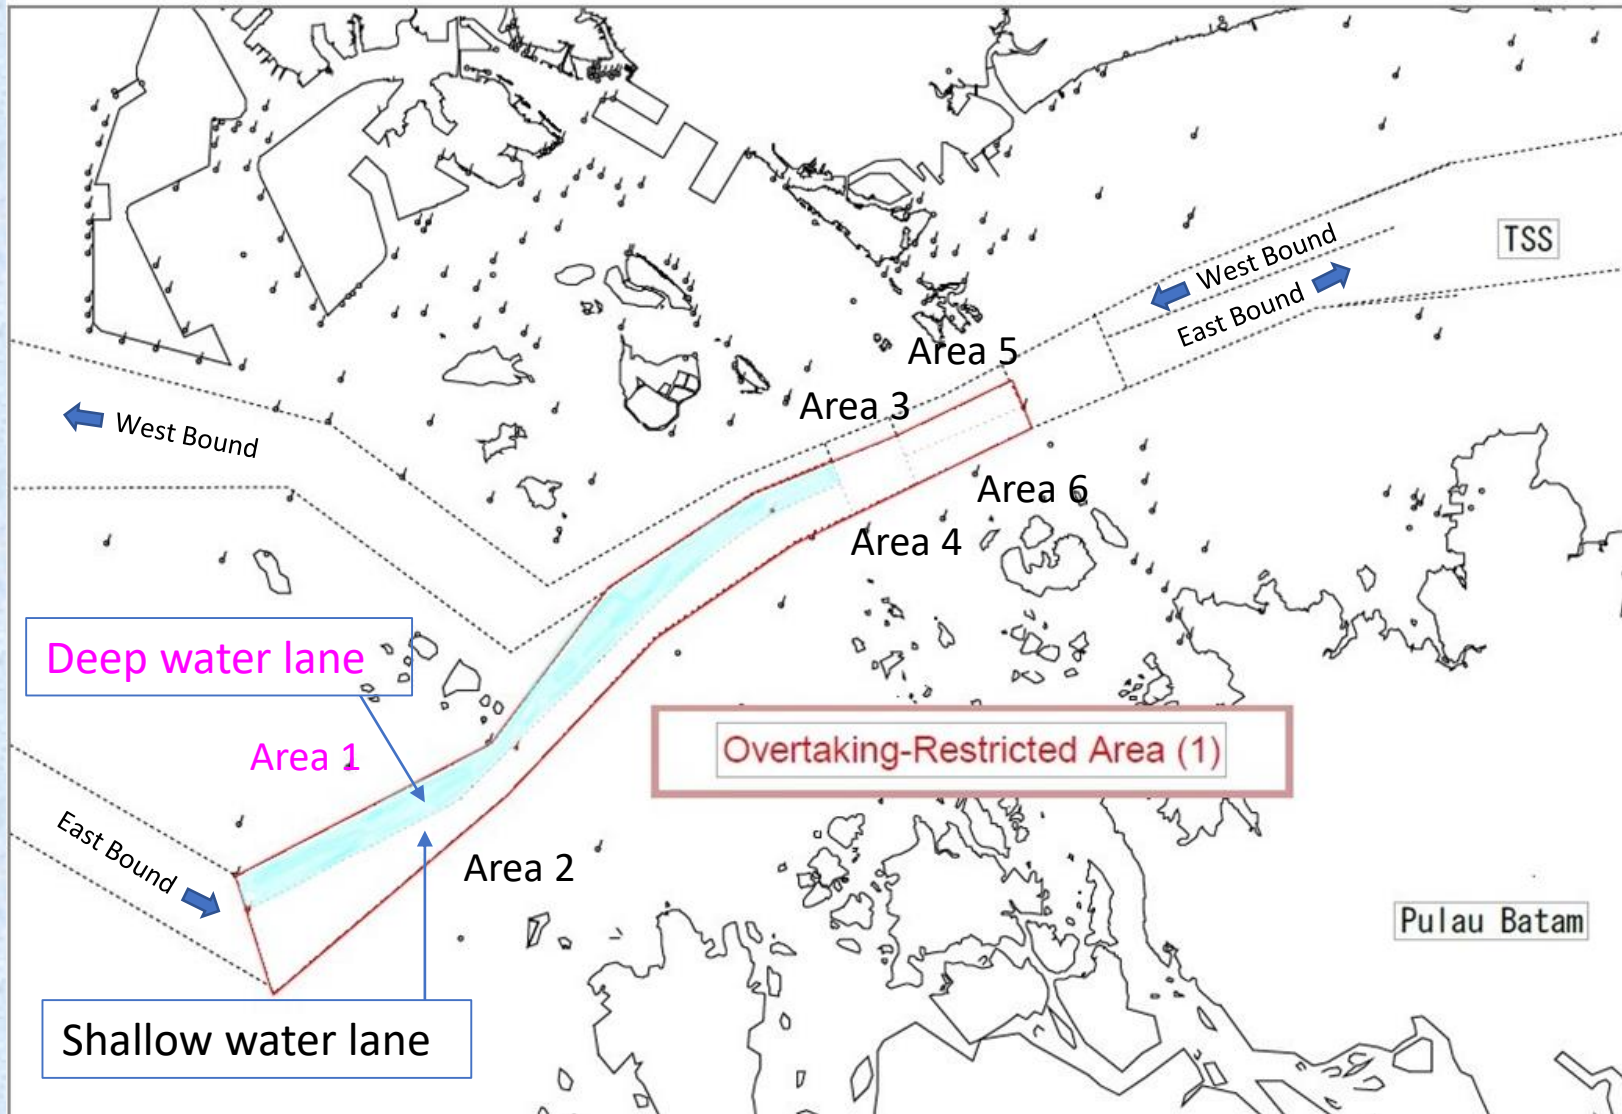 West Bound
TSS
East Bound
Area 5
Area 3
West Bound
Area 6
Area 4
Deep water lane
Area 1
Overtaking-Restricted Area (1)
East Bound
Area 2
Pulau Batam
Shallow water lane